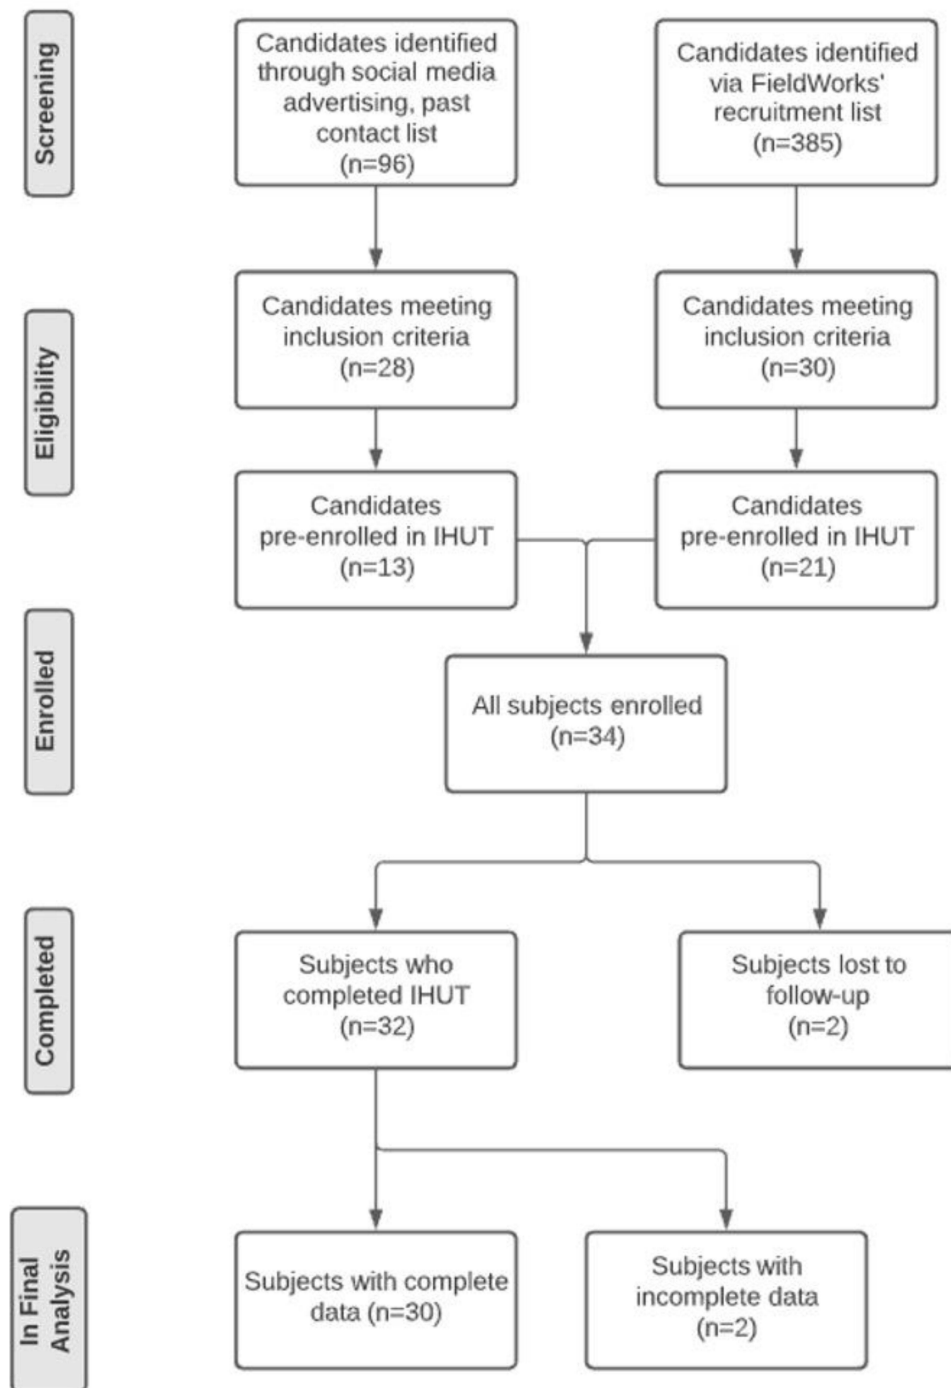 Screening
Candidates identified
through social media
advertising, past
contact list
(n=96)
Candidates identified
via FieldWorks'
recruitment list
(n=385)
Eligibility
Candidates meeting
inclusion criteria
(n=28)
Candidates meeting
inclusion criteria
(n=30)
Candidates
pre-enrolled in IHUT
(n=13)
Candidates
pre-enrolled in IHUT
(n=21)
Enrolled
All subjects enrolled
(n=34)
Completed
Subjects who
completed IHUT
(n=32)
Subjects lost to
follow-up
(n=2)
In Final
Analysis
Subjects with complete
data (n=30)
Subjects with
incomplete data
(n=2)